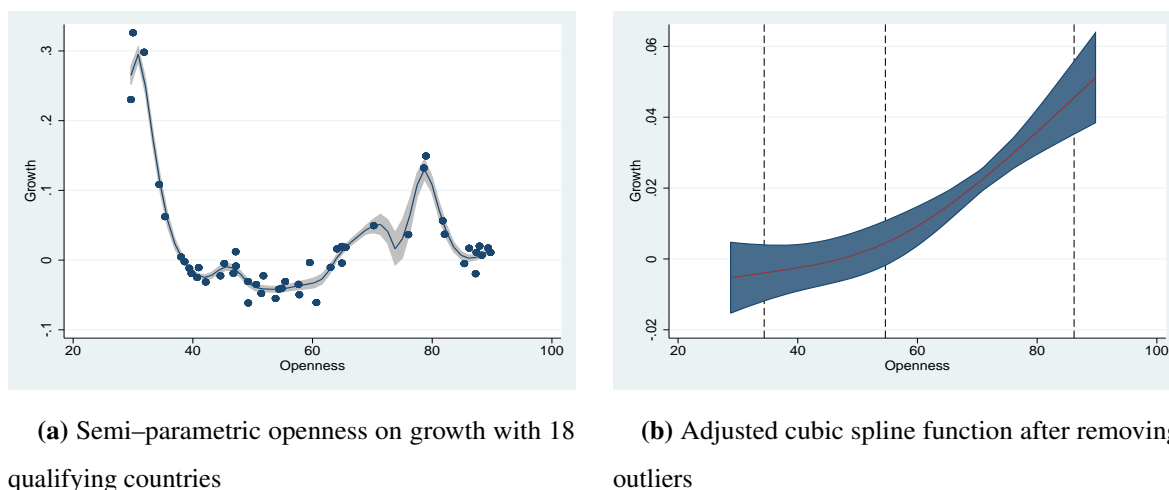 .3
.2
.1
0
-.1
Growth
20 40 60 80 100
Openness
.06
.04
.02
0
-.02
Growth
20 40 60 80 100
Openness
(a) Semi–parametric openness on growth with 18
qualifying countries
(b) Adjusted cubic spline function after removing
outliers